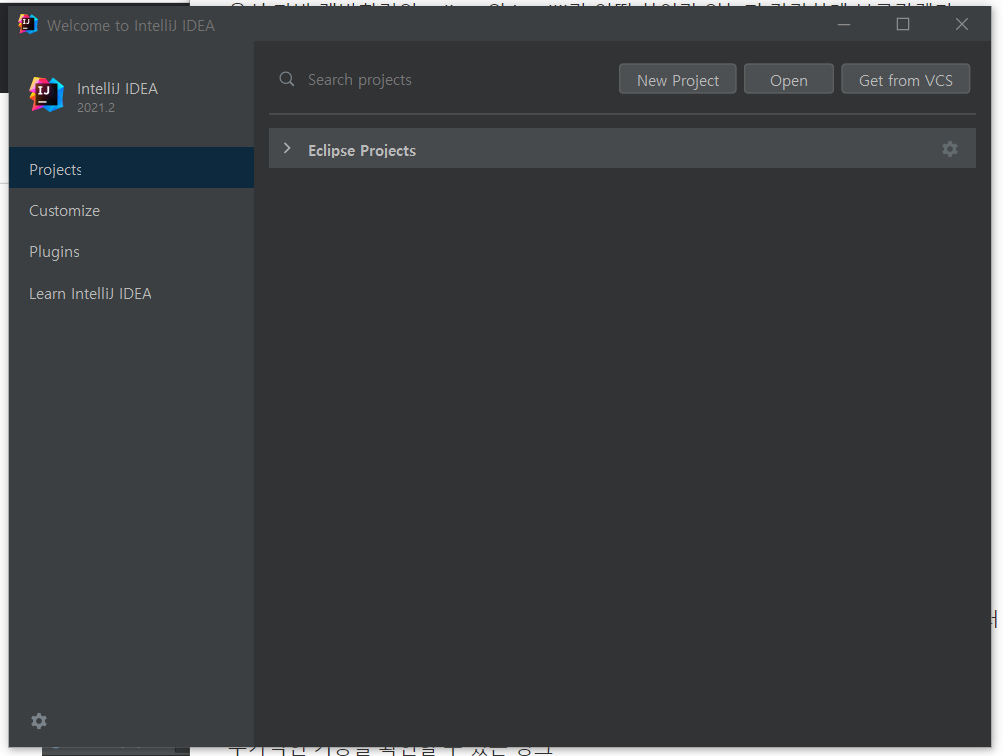 Welcome to IntelliJ IDEA
IntelliJ IDEA
2021.2
Search projects
New Project
Open
Get from VCS
Projects
Eclipse Projects
Customize
Plugins
Learn IntelliJ IDEA